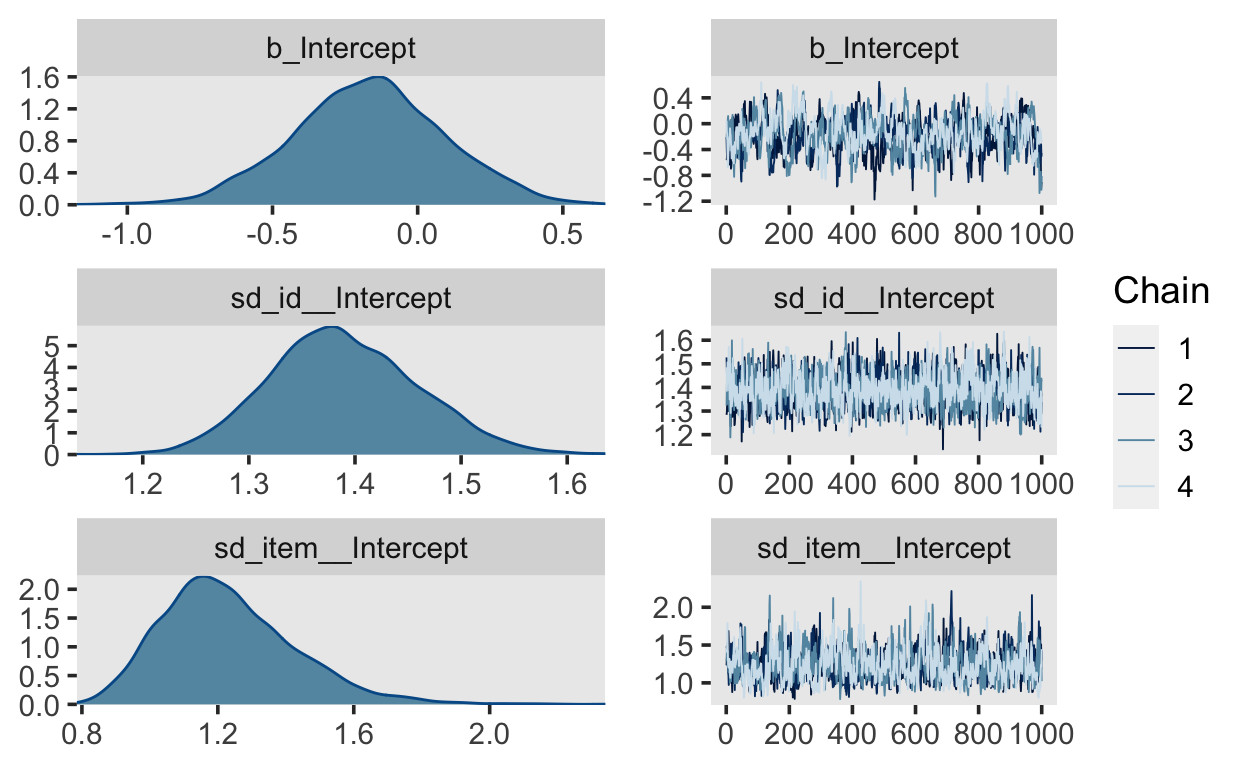 b_Intercept
1.6
1.2
0.8
0.4
0.0
-1.0 -0.5 0.0 0.5
b_Intercept
0.4
0.0
-0.4
-0.8
-1.2
0 200 400 600 800 1000
sd_id__Intercept
5
4
3
2
1
0
1.2 1.3 1.4 1.5 1.6
sd_id__Intercept
1.6
1.5
1.4
1.3
1.2
0 200 400 600 800 1000
sd_item__Intercept
2.0
1.5
1.0
0.5
0.0
0.8 1.2 1.6 2.0
sd_item__Intercept
2.0
1.5
1.0
0 200 400 600 800 1000
Chain
1
2
3
4